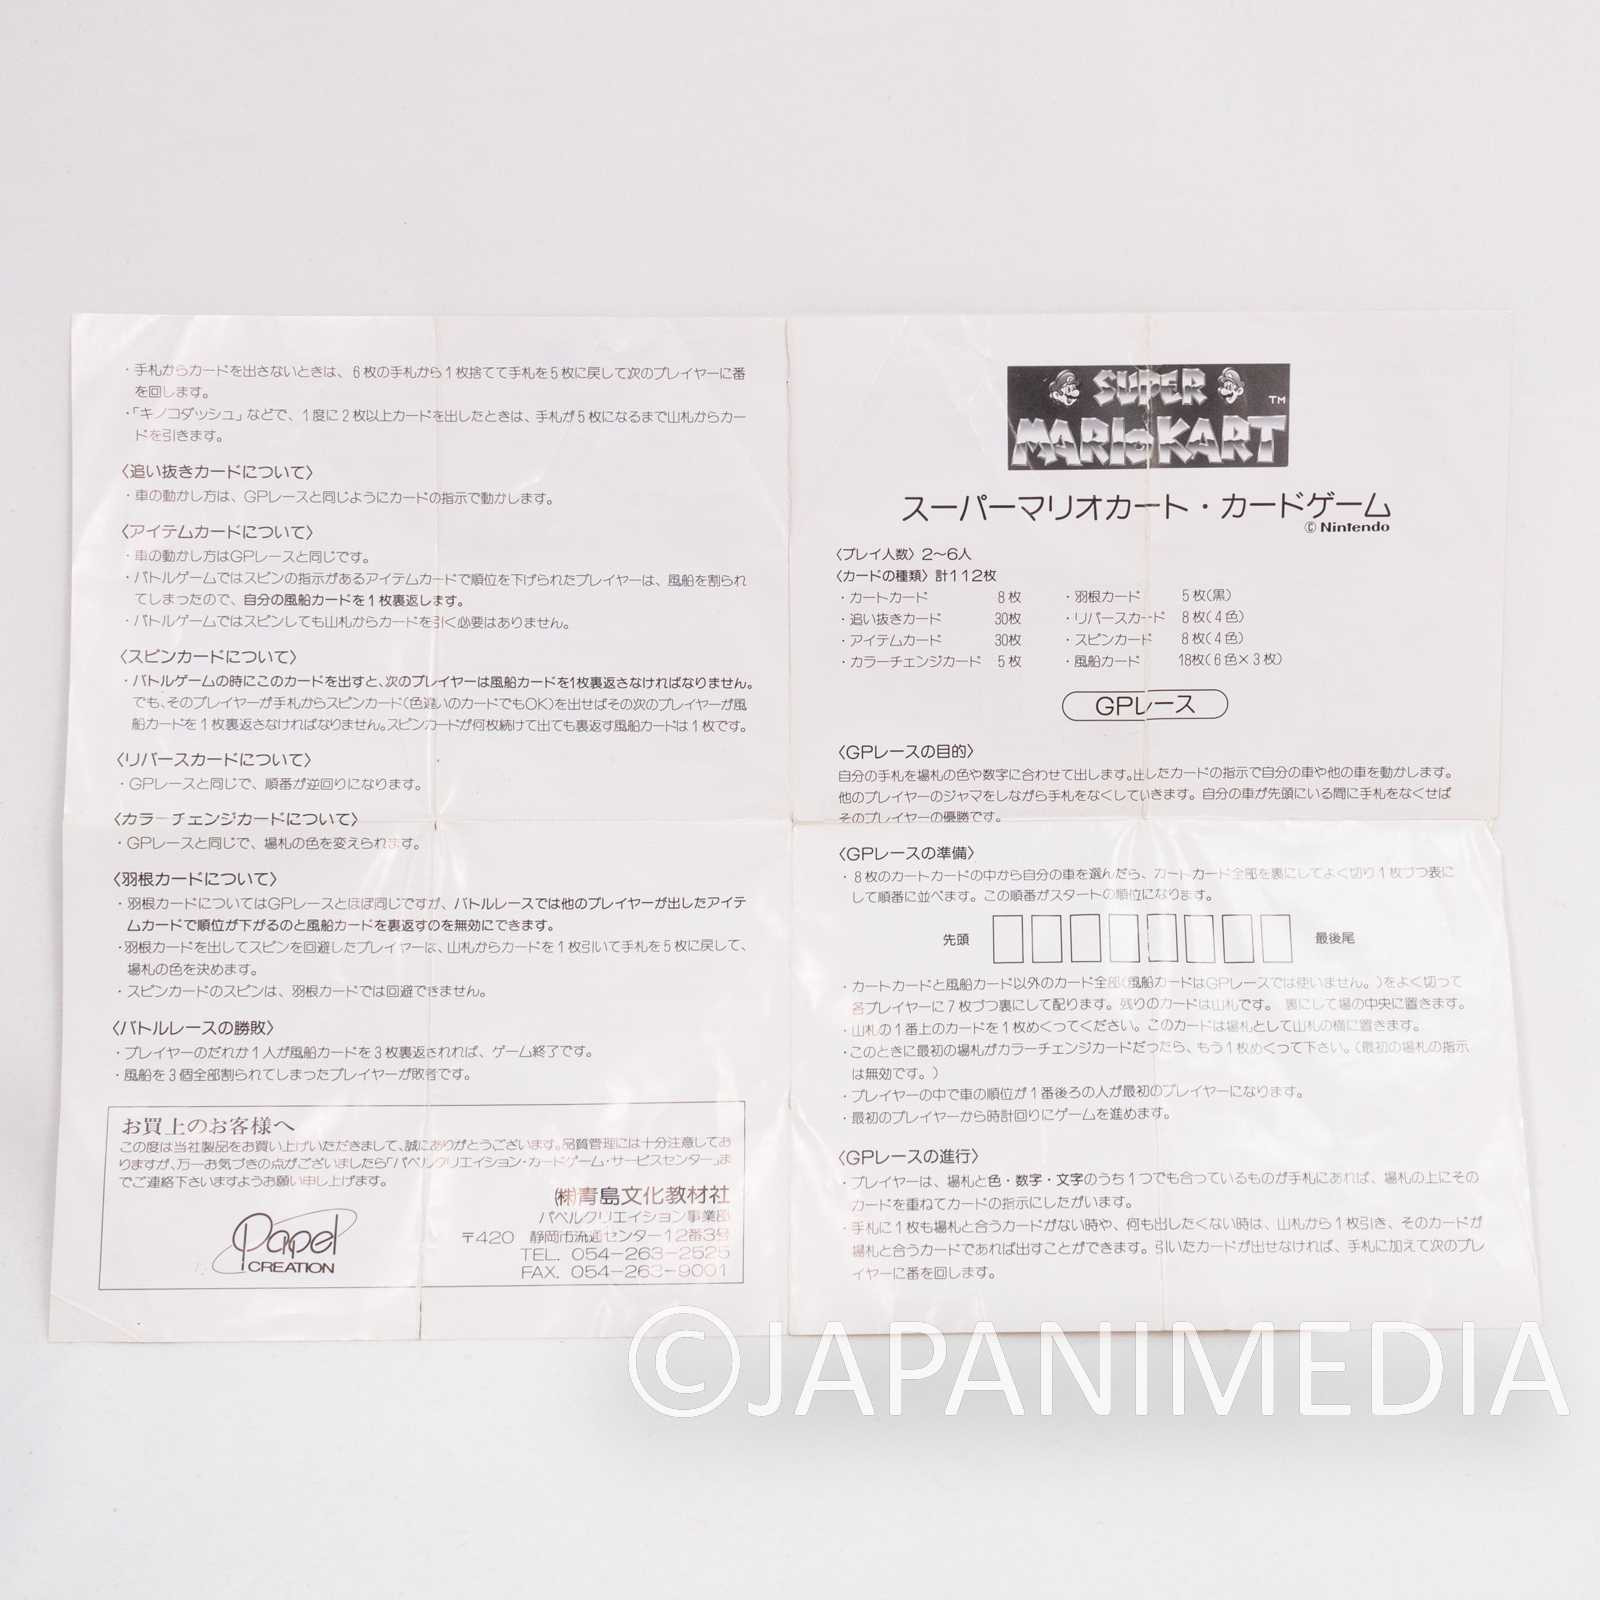 ・手札からカードを出さないときは、6枚の手札から1枚捨てて手札を5枚に戻して次のプレイヤーに番
を回します。
・「キノコダッシュ」などで、1度に2枚以上カードを出したときは、手札が5枚になるまで山札からカー
ドを引きます。
〈追い抜きカードについて〉
・車の動かし方は、GPレースと同じようにカードの指示で動かします。
〈アイテムカードについて〉
・車の動かし方はGPレースと同じです。
・バトルゲームではスピンの指示があるアイテムカードで順位を下げられたプレイヤーは、風船を割られ
てしまったので、自分の風船カードを1枚裏返します。
・バトルゲームではスピンしても山札からカードを引く必要はありません。
〈スピンカードについて〉
・バトルゲームの時にこのカードを出すと、次のプレイヤーは風船カードを1枚裏返さなければなりません。
でも、そのプレイヤーが手札からスピンカード(色違いのカードでもOK)を出せばその次のプレイヤーが風
船カードを1枚裏返さなければなりません。スピンカードが何枚続けて出ても裏返す風船カードは1枚です。
〈リバースカードについて〉
・GPレースと同じで、順番が逆回りになります。
〈カラーチェンジカードについて〉
・GPレースと同じで、場札の色を変えられます。
〈羽根カードについて〉
・羽根カードについてはGPレースとほぼ同じですが、バトルレースでは他のプレイヤーが出したアイテ
ムカードで順位が下がるのと風船カードを裏返すのを無効にできます。
・羽根カードを出してスピンを回避したプレイヤーは、山札からカードを1枚引いて手札を5枚に戻して、
場札の色を決めます。
・スピンカードのスピンは、羽根カードでは回避できません。
〈バトルレースの勝敗〉
・プレイヤーのだれか1人が風船カードを3枚裏返されれば、ゲーム終了です。
・風船を3個全部割られてしまったプレイヤーが敗者です。
お買上のお客様へ
この度は当社製品をお買い上げいただきまして、誠にありがとうございます。品質管理には十分注意してお
りますが、万一お気づきの点がございましたら「パペルクリエイション・カードゲーム・サービスセンター」ま
でご連絡下さいますようお願い申し上げます。
㈱青島文化教材社
パペルクリエイション事業部
〒420 静岡市流通センター12番3号
TEL. 054-263-2525
FAX. 054-263-9001
Papel
CREATION
SUPER
MARIO KART ™
スーパーマリオカート・カードゲーム
© Nintendo
〈プレイ人数〉2〜6人
〈カードの種類〉計112枚
・カートカード 8枚 ・羽根カード 5枚(黒)
・追い抜きカード 30枚 ・リバースカード 8枚(4色)
・アイテムカード 30枚 ・スピンカード 8枚(4色)
・カラーチェンジカード 5枚 ・風船カード 18枚(6色×3枚)
GPレース
〈GPレースの目的〉
自分の手札を場札の色や数字に合わせて出します。出したカードの指示で自分の車や他の車を動かします。
他のプレイヤーのジャマをしながら手札をなくしていきます。自分の車が先頭にいる間に手札をなくせば
そのプレイヤーの優勝です。
〈GPレースの準備〉
・8枚のカートカードの中から自分の車を選んだら、カートカード全部を裏にしてよく切り1枚づつ表に
して順番に並べます。この順番がスタートの順位になります。
先頭 最後尾
・カートカードと風船カード以外のカード全部(風船カードはGPレースでは使いません。)をよく切って
各プレイヤーに7枚づつ裏にして配ります。残りのカードは山札です。裏にして場の中央に置きます。
・山札の1番上のカードを1枚めくってください。このカードは場札として山札の横に置きます。
・このときに最初の場札がカラーチェンジカードだったら、もう1枚めくって下さい。(最初の場札の指示
は無効です。)
・プレイヤーの中で車の順位が1番後ろの人が最初のプレイヤーになります。
・最初のプレイヤーから時計回りにゲームを進めます。
〈GPレースの進行〉
・プレイヤーは、場札と色・数字・文字のうち1つでも合っているものが手札にあれば、場札の上にその
カードを重ねてカードの指示にしたがいます。
・手札に1枚も場札と合うカードがない時や、何も出したくない時は、山札から1枚引き、そのカードが
場札と合うカードであれば出すことができます。引いたカードが出せなければ、手札に加えて次のプレ
イヤーに番を回します。
©JAPANIMEDIA